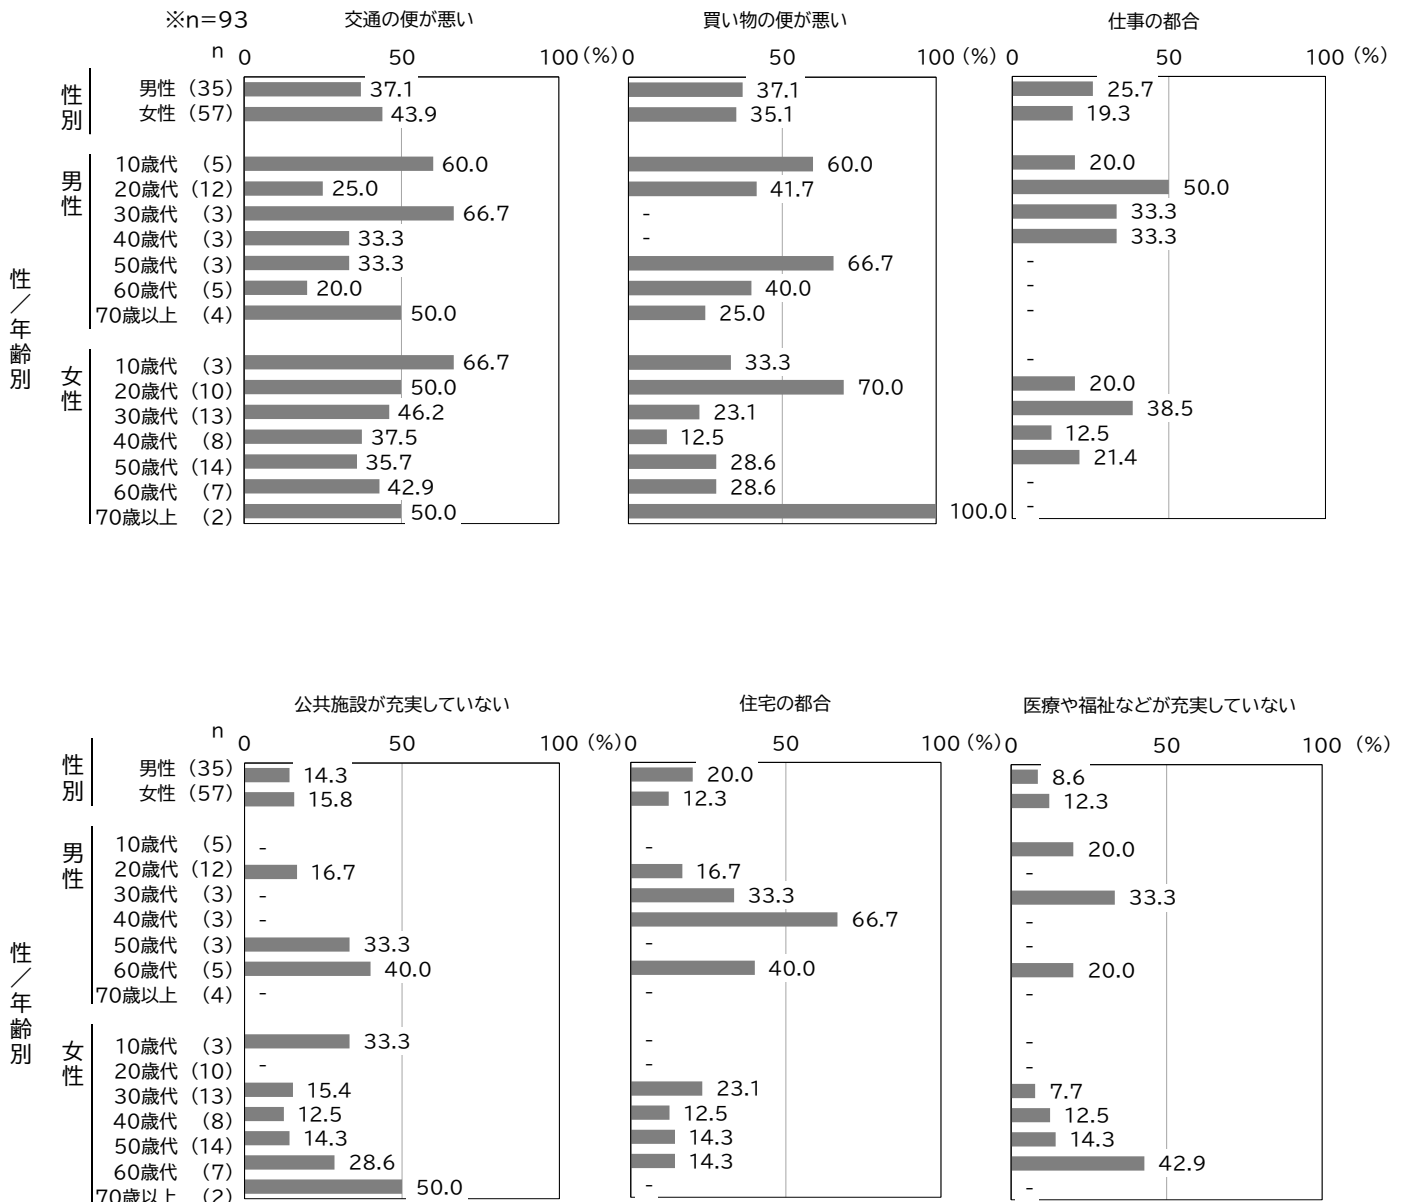 ※n=93 交通の便が悪い 買い物の便が悪い 仕事の都合
n 0 50 100 (%) 0 50 100 (%) 0 50 100 (%)
性別
男性 (35) 37.1 37.1 25.7
女性 (57) 43.9 35.1 19.3
性／年齢別
男性
10歳代 (5) 60.0 60.0 20.0
20歳代 (12) 25.0 41.7 50.0
30歳代 (3) 66.7 - 33.3
40歳代 (3) 33.3 - 33.3
50歳代 (3) 33.3 66.7 -
60歳代 (5) 20.0 40.0 -
70歳以上 (4) 50.0 25.0 -
女性
10歳代 (3) 66.7 33.3 -
20歳代 (10) 50.0 70.0 20.0
30歳代 (13) 46.2 23.1 38.5
40歳代 (8) 37.5 12.5 12.5
50歳代 (14) 35.7 28.6 21.4
60歳代 (7) 42.9 28.6 -
70歳以上 (2) 50.0 100.0 -
公共施設が充実していない 住宅の都合 医療や福祉などが充実していない
n 0 50 100 (%) 0 50 100 (%) 0 50 100 (%)
性別
男性 (35) 14.3 20.0 8.6
女性 (57) 15.8 12.3 12.3
性／年齢別
男性
10歳代 (5) - - 20.0
20歳代 (12) 16.7 16.7 -
30歳代 (3) - 33.3 33.3
40歳代 (3) - 66.7 -
50歳代 (3) 33.3 - -
60歳代 (5) 40.0 40.0 20.0
70歳以上 (4) - - -
女性
10歳代 (3) 33.3 - -
20歳代 (10) - - -
30歳代 (13) 15.4 23.1 7.7
40歳代 (8) 12.5 12.5 12.5
50歳代 (14) 14.3 14.3 14.3
60歳代 (7) 28.6 14.3 42.9
70歳以上 (2) 50.0 - -